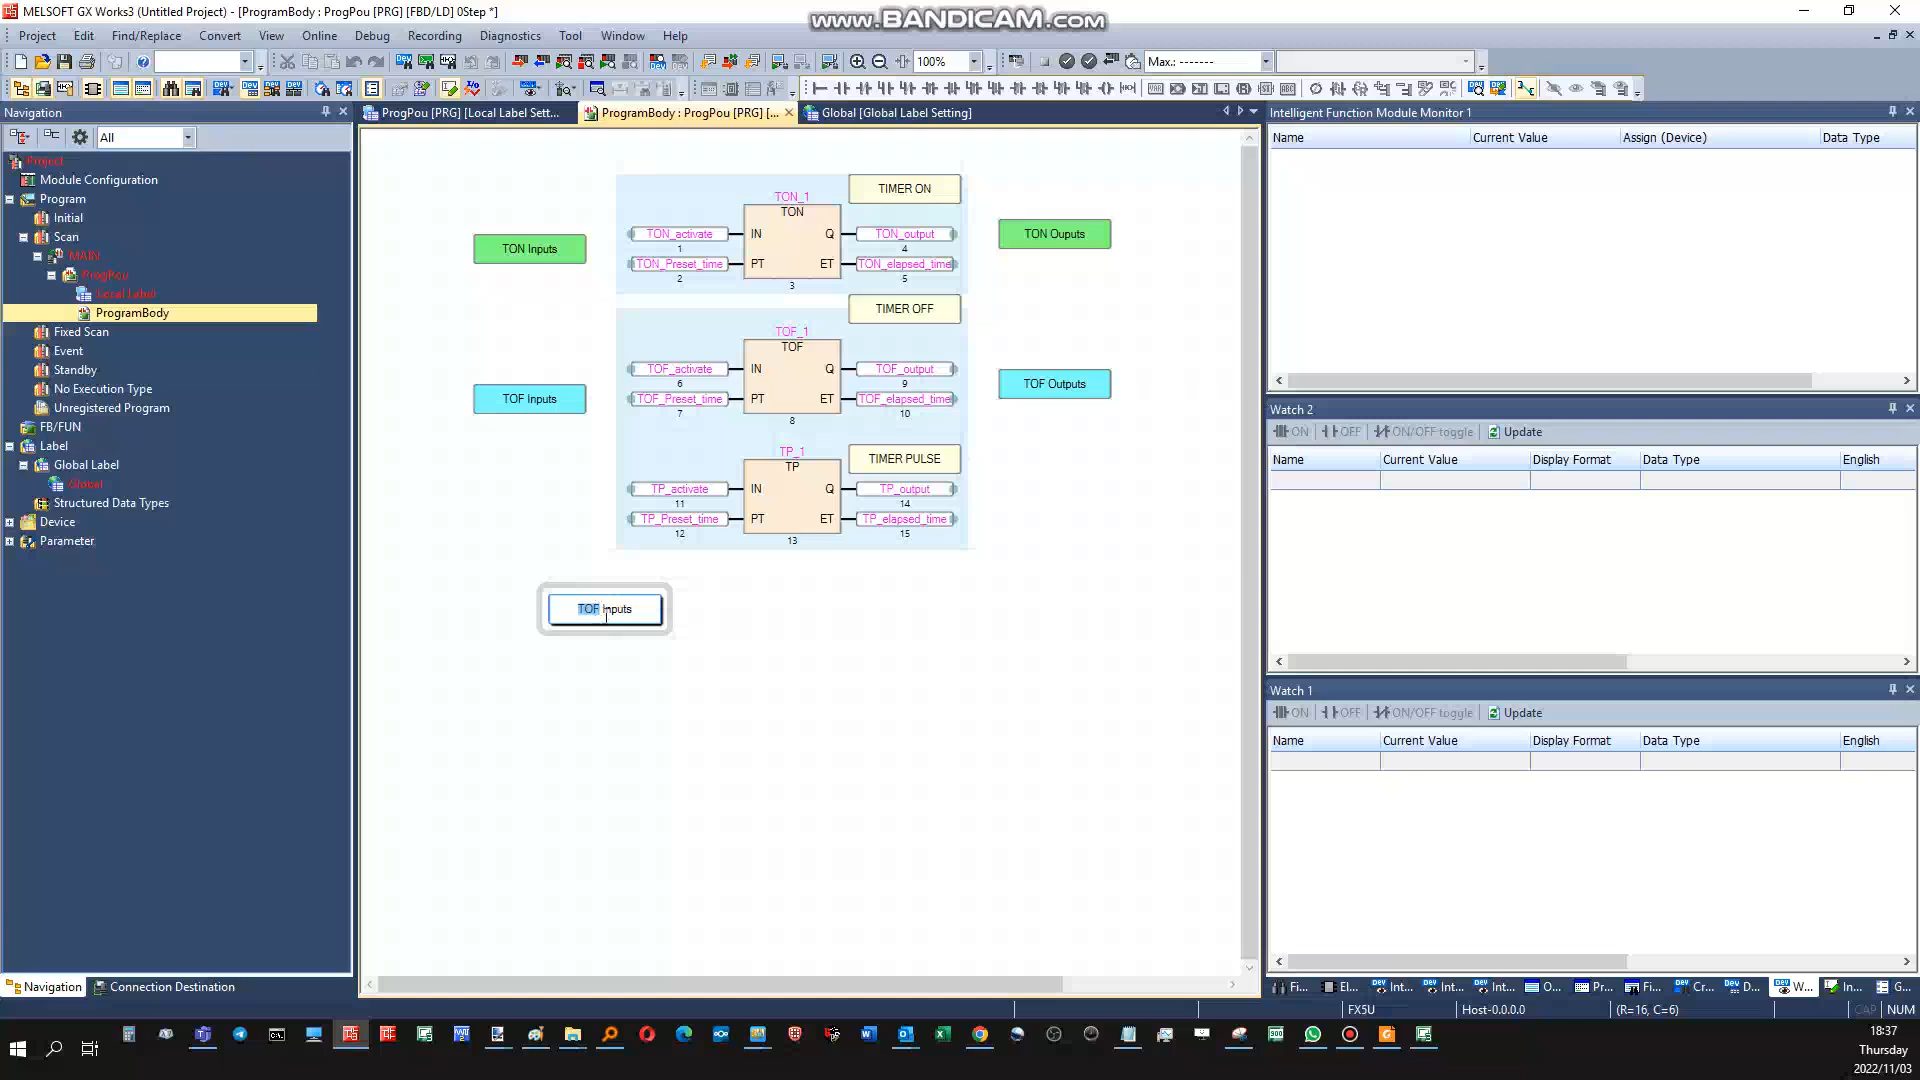 MELSOFT GX Works3 (Untitled Project) - [ProgramBody : ProgPou [PRG] [FBD/LD] 0Step *]
www.BANDICAM.com
Project Edit Find/Replace Convert View Online Debug Recording Diagnostics Tool Window Help
100%
Max.: -------
Navigation
ProgPou [PRG] [Local Label Sett...
ProgramBody : ProgPou [PRG] [...
Global [Global Label Setting]
All
Project
Module Configuration
Program
Initial
Scan
MAIN
ProgPou
Local Label
ProgramBody
Fixed Scan
Event
Standby
No Execution Type
Unregistered Program
FB/FUN
Label
Global Label
Global
Structured Data Types
Device
Parameter
Navigation
Connection Destination
TIMER ON
TON_1
TON
TON Inputs
TON_activate
IN
Q
TON_output
TON Ouputs
1
4
TON_Preset_time
PT
ET
TON_elapsed_time
2
3
5
TIMER OFF
TOF_1
TOF
TOF Inputs
TOF_activate
IN
Q
TOF_output
TOF Outputs
6
9
TOF_Preset_time
PT
ET
TOF_elapsed_time
7
8
10
TIMER PULSE
TP_1
TP
TP_activate
IN
Q
TP_output
11
14
TP_Preset_time
PT
ET
TP_elapsed_time
12
13
15
TOF Inputs
Intelligent Function Module Monitor 1
Name Current Value Assign (Device) Data Type
Watch 2
ON OFF ON/OFF toggle Update
Name Current Value Display Format Data Type English
Watch 1
ON OFF ON/OFF toggle Update
Name Current Value Display Format Data Type English
Fi... El... Int... Int... Int... O... Pr... Fi... Cr... D... W... In... G...
FX5U Host-0.0.0.0 (R=16, C=6) CAP NUM
18:37
Thursday
2022/11/03